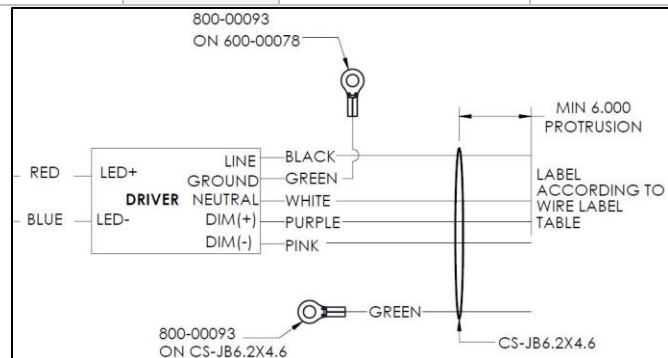 800-00093
ON 600-00078
MIN 6.000
PROTRUSION
RED
LED+
LINE
BLACK
GROUND
GREEN
DRIVER
NEUTRAL
WHITE
BLUE
LED-
DIM(+)
PURPLE
DIM(-)
PINK
LABEL
ACCORDING TO
WIRE LABEL
TABLE
GREEN
800-00093
ON CS-JB6.2X4.6
CS-JB6.2X4.6